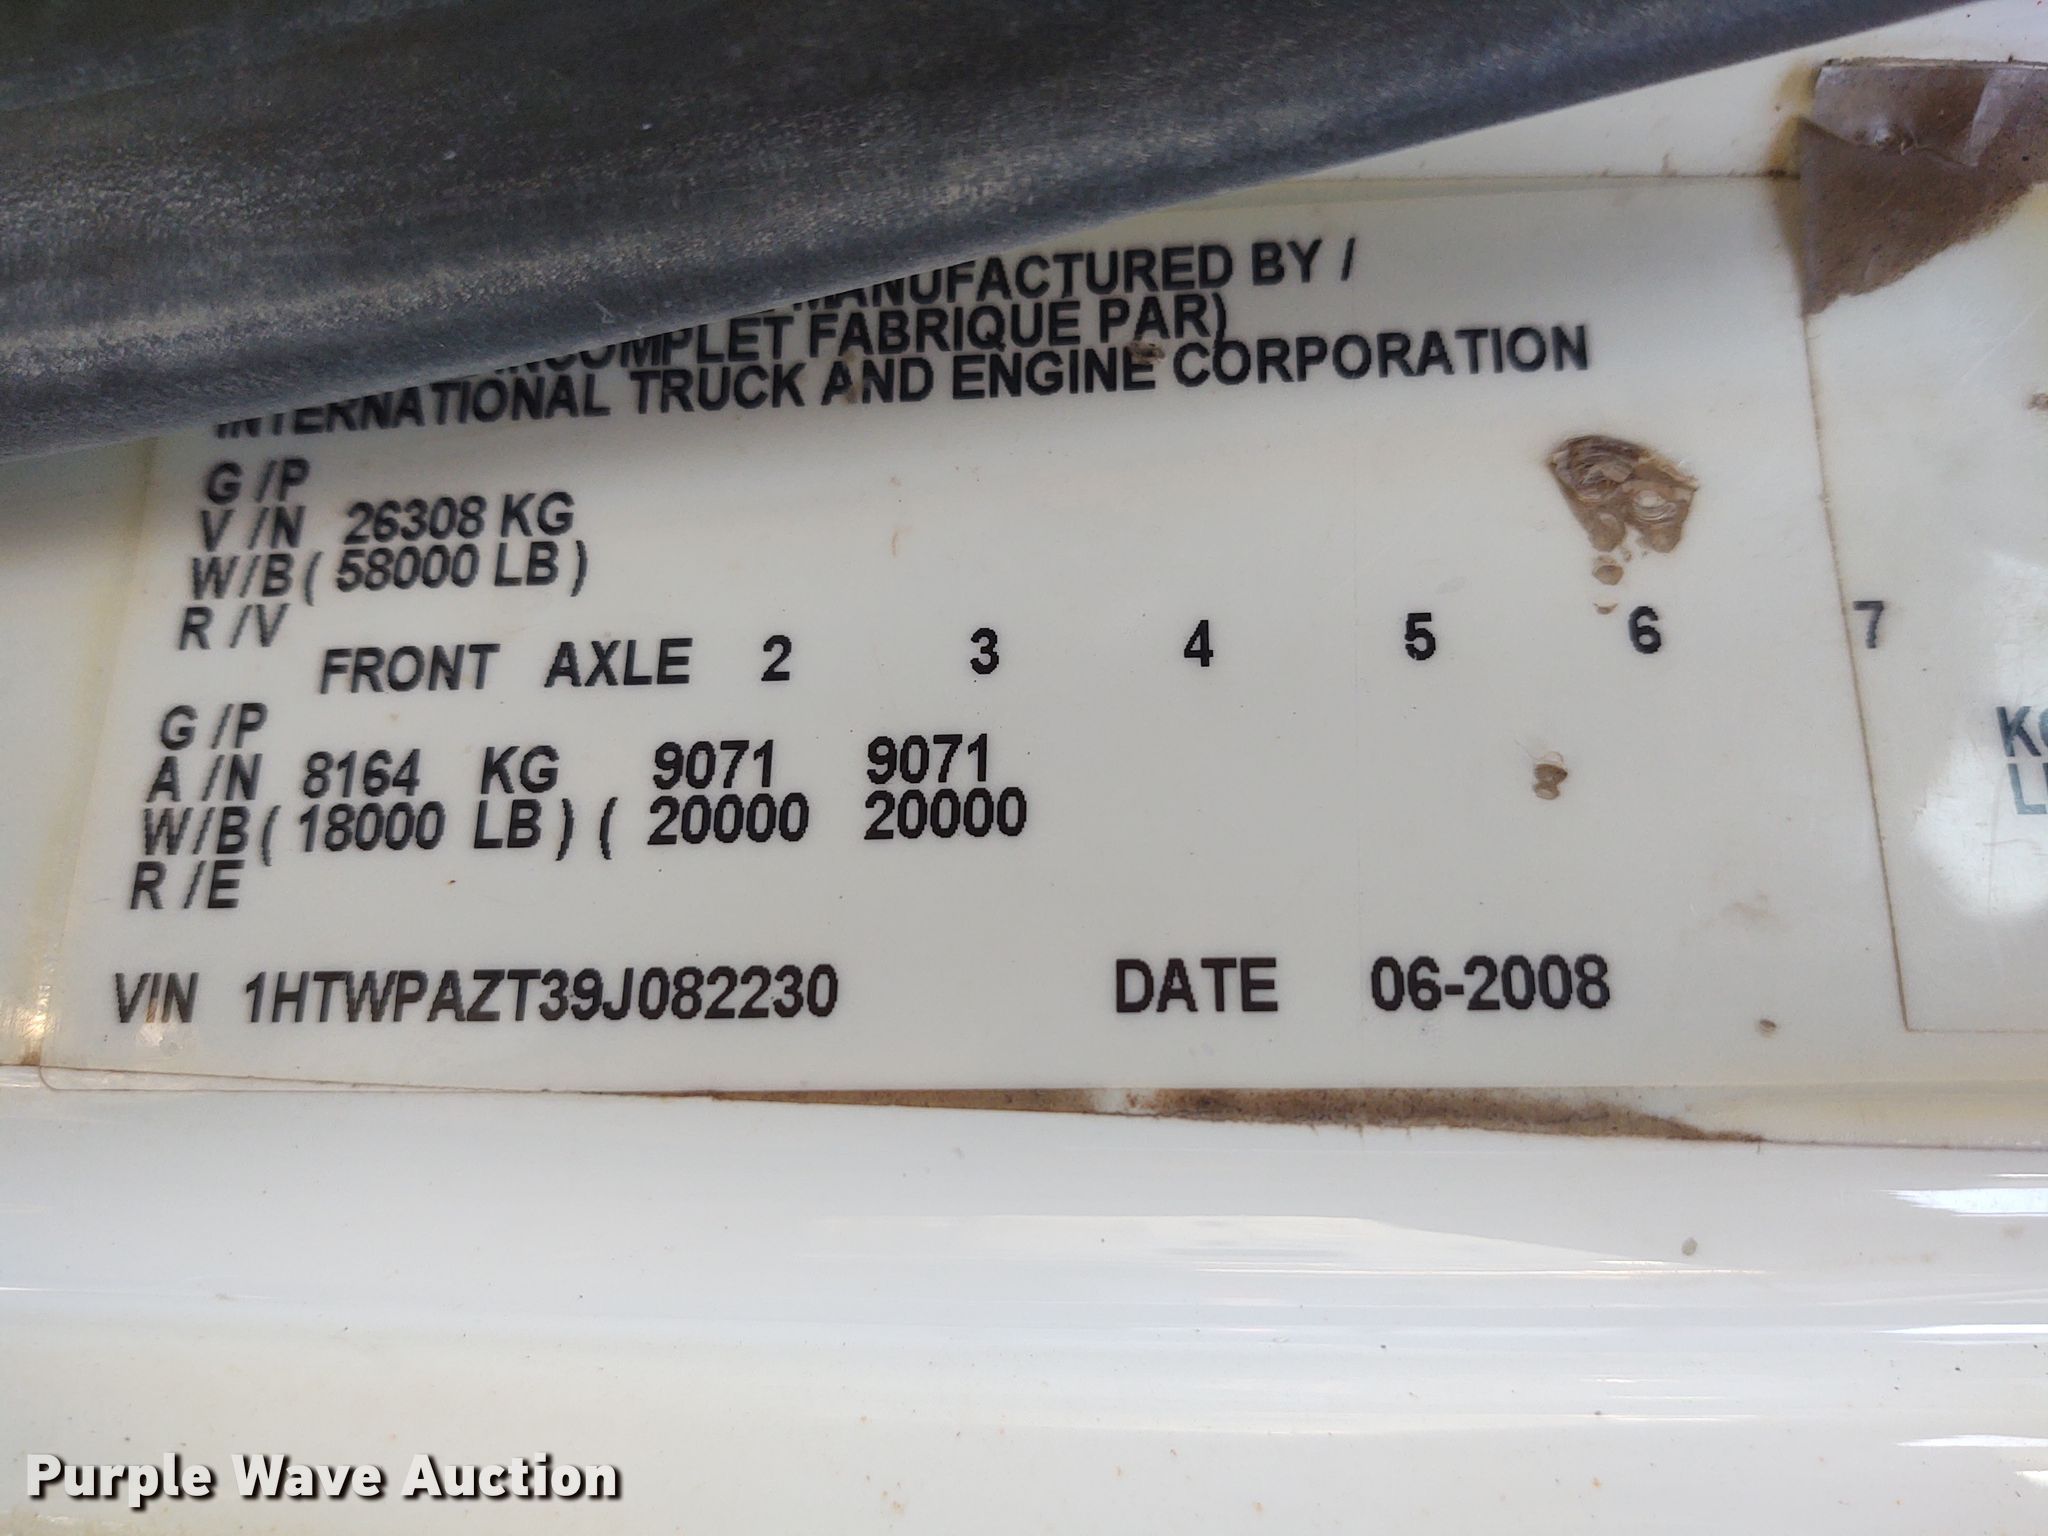 MANUFACTURED BY /
INCOMPLET FABRIQUE PAR)
INTERNATIONAL TRUCK AND ENGINE CORPORATION
G /P
V /N 26308 KG
W/B ( 58000 LB )
R /V
FRONT AXLE 2 3 4 5 6 7
G /P
A /N 8164 KG 9071 9071
W/B ( 18000 LB ) ( 20000 20000
R /E
VIN 1HTWPAZT39J082230 DATE 06-2008
Purple Wave Auction